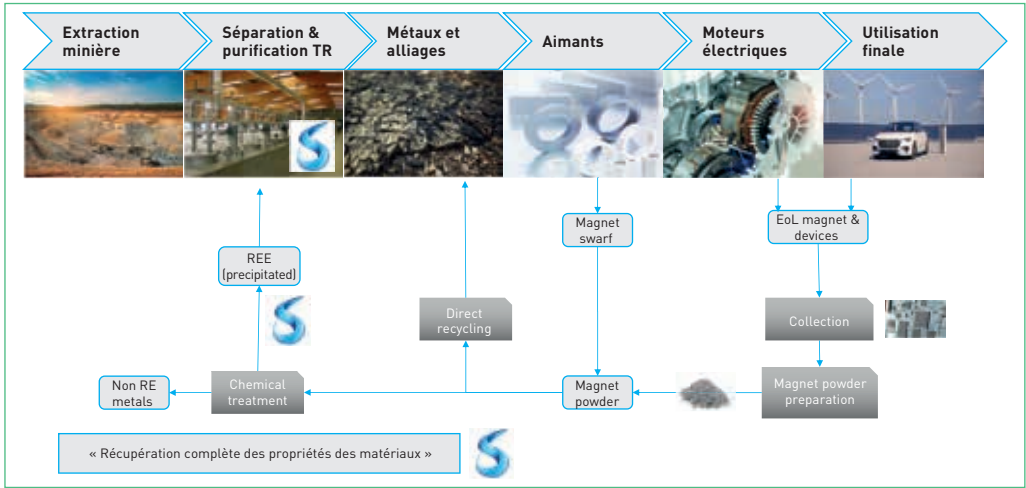 Extraction
minière
Séparation &
purification TR
Métaux et
alliages
Aimants
Moteurs
électriques
Utilisation
finale
Magnet
swarf
EoL magnet &
devices
REE
(precipitated)
Direct
recycling
Collection
Non RE
metals
Chemical
treatment
Magnet
powder
Magnet powder
preparation
« Récupération complète des propriétés des matériaux »